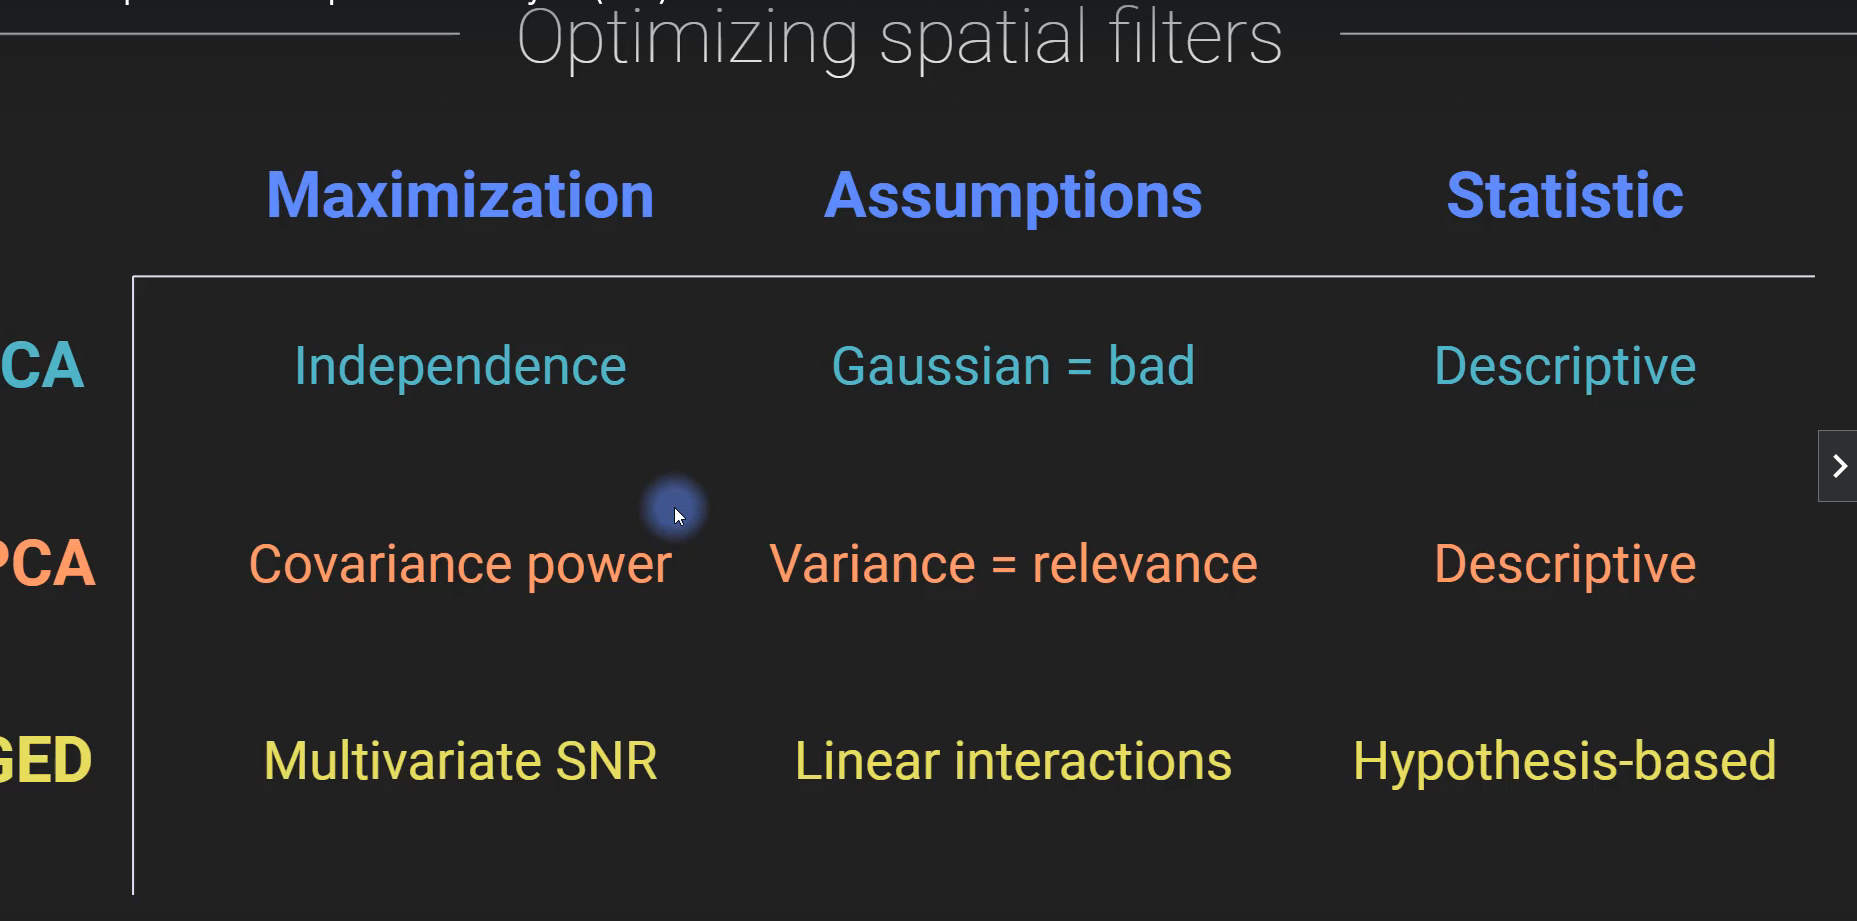 Optimizing spatial filters
Maximization Assumptions Statistic
CA Independence Gaussian = bad Descriptive
PCA Covariance power Variance = relevance Descriptive
GED Multivariate SNR Linear interactions Hypothesis-based